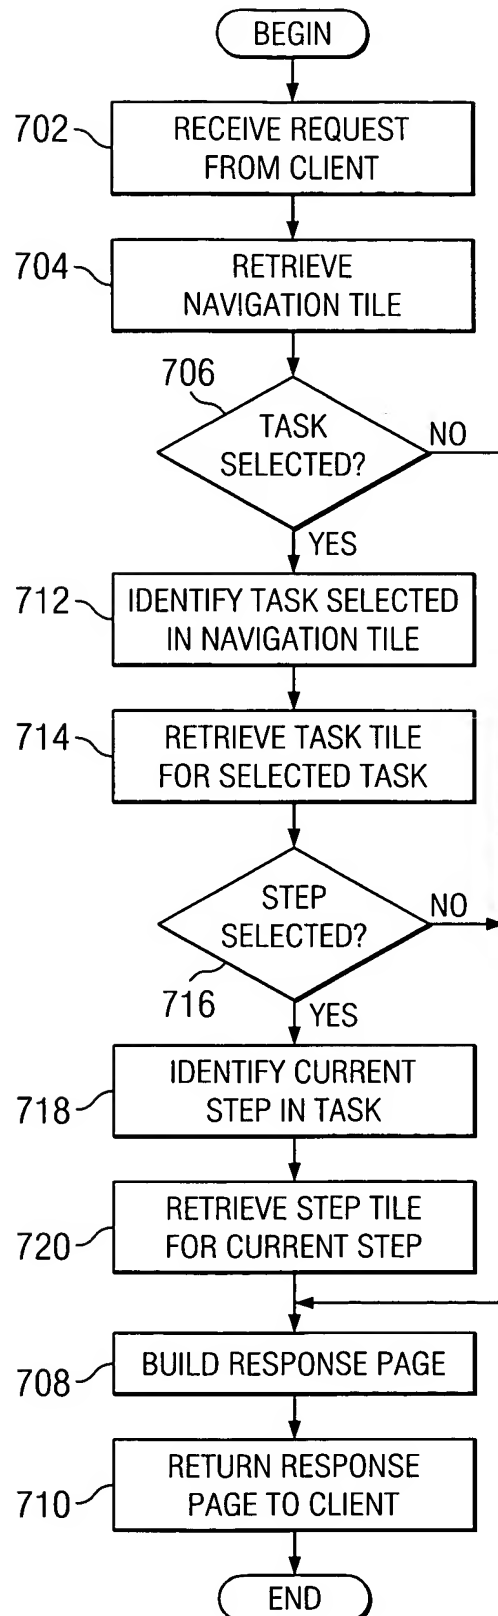 BEGIN
702
RECEIVE REQUEST
FROM CLIENT
704
RETRIEVE
NAVIGATION TILE
706
TASK
SELECTED?
NO
YES
712
IDENTIFY TASK SELECTED
IN NAVIGATION TILE
714
RETRIEVE TASK TILE
FOR SELECTED TASK
STEP
SELECTED?
NO
716
YES
718
IDENTIFY CURRENT
STEP IN TASK
720
RETRIEVE STEP TILE
FOR CURRENT STEP
708
BUILD RESPONSE PAGE
710
RETURN RESPONSE
PAGE TO CLIENT
END